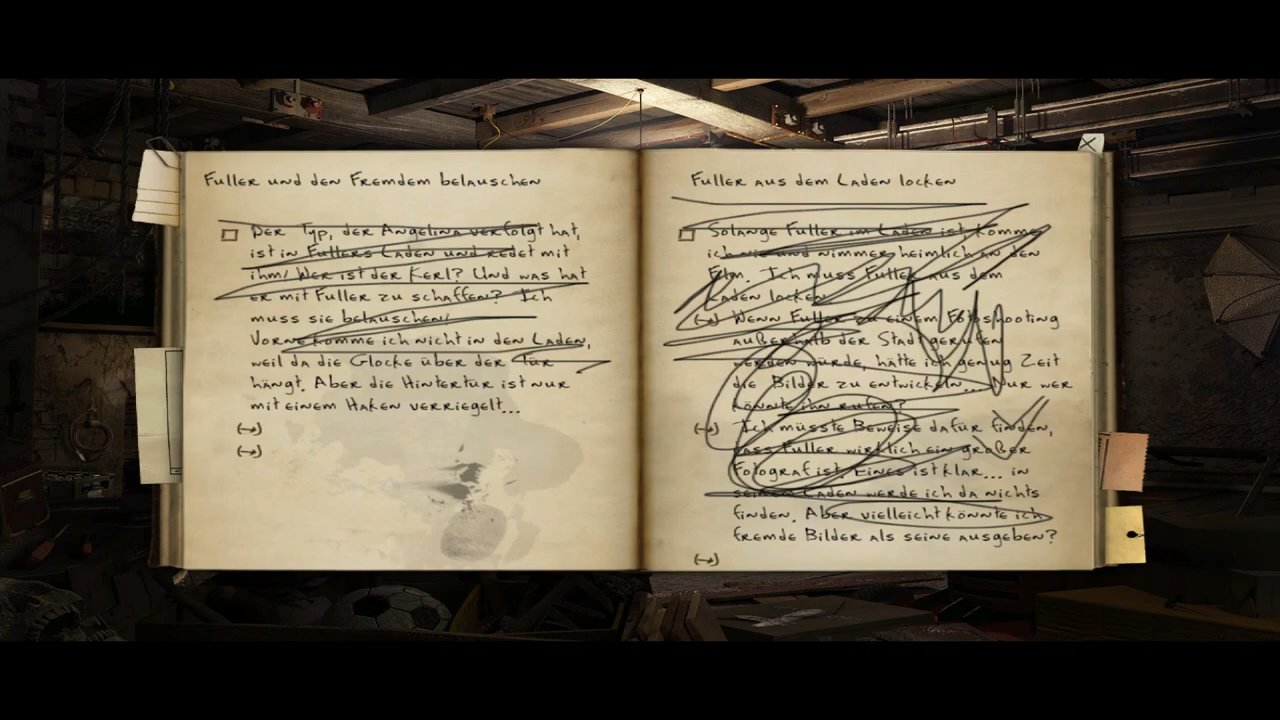 Fuller und den Fremdem belauschen
Der Typ, der Angelina verfolgt hat,
ist in Fullers Laden und redet mit
ihm! Wer ist der Kerl? Und was hat
er mit Fuller zu schaffen? Ich
muss sie belauschen!
Vorne komme ich nicht in den Laden,
weil da die Glocke über der Tür
hängt. Aber die Hintertür ist nur
mit einem Haken verriegelt...
(→)
(→)
Fuller aus dem Laden locken
Solange Fuller im Laden ist komme
ich nie und nimmer heimlich an den
Film. Ich muss Fuller aus dem
Laden locken.
(→) Wenn Fuller zu einem Fotoshooting
außerhalb der Stadt gerufen
werden würde, hätte ich genug Zeit
die Bilder zu entwickeln... Nur wer
könnte ihn rufen?
(→) Ich müsste Beweise dafür finden,
dass Fuller wirklich ein großer
Fotograf ist. Eines ist klar... in
seinem Laden werde ich da nichts
finden. Aber vielleicht könnte ich
fremde Bilder als seine ausgeben?
(→)